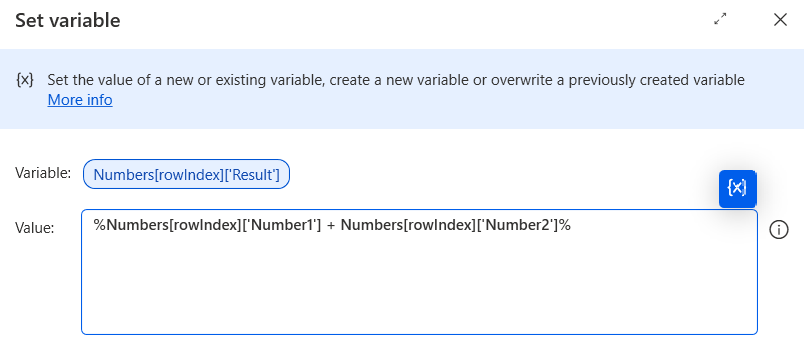 Set variable
{x} Set the value of a new or existing variable, create a new variable or overwrite a previously created variable
More info
Variable: Numbers[rowIndex]['Result']
{x}
Value: %Numbers[rowIndex]['Number1'] + Numbers[rowIndex]['Number2']%